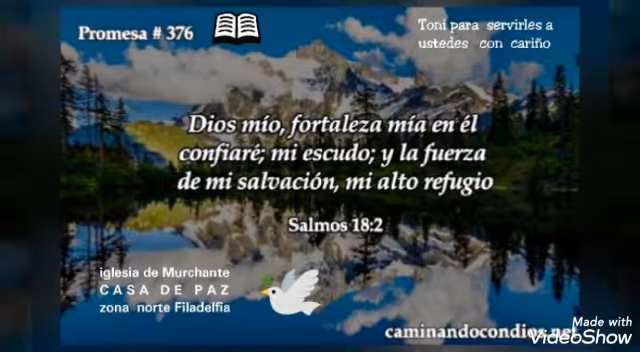 Promesa # 376
Toni para servirles a
ustedes con cariño
Dios mío, fortaleza mía en él
confiaré; mi escudo; y la fuerza
de mi salvación, mi alto refugio
Salmos 18:2
iglesia de Murchante
CASA DE PAZ
zona norte Filadelfia
caminandocondios.net
Made with
VideoShow